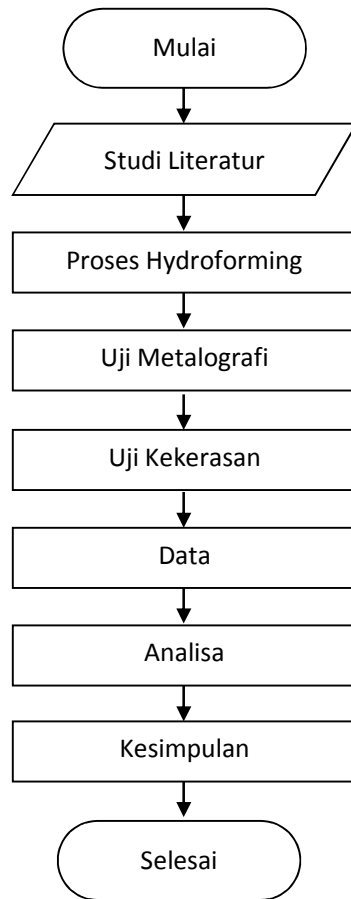 Mulai
Studi Literatur
Proses Hydroforming
Uji Metalografi
Uji Kekerasan
Data
Analisa
Kesimpulan
Selesai